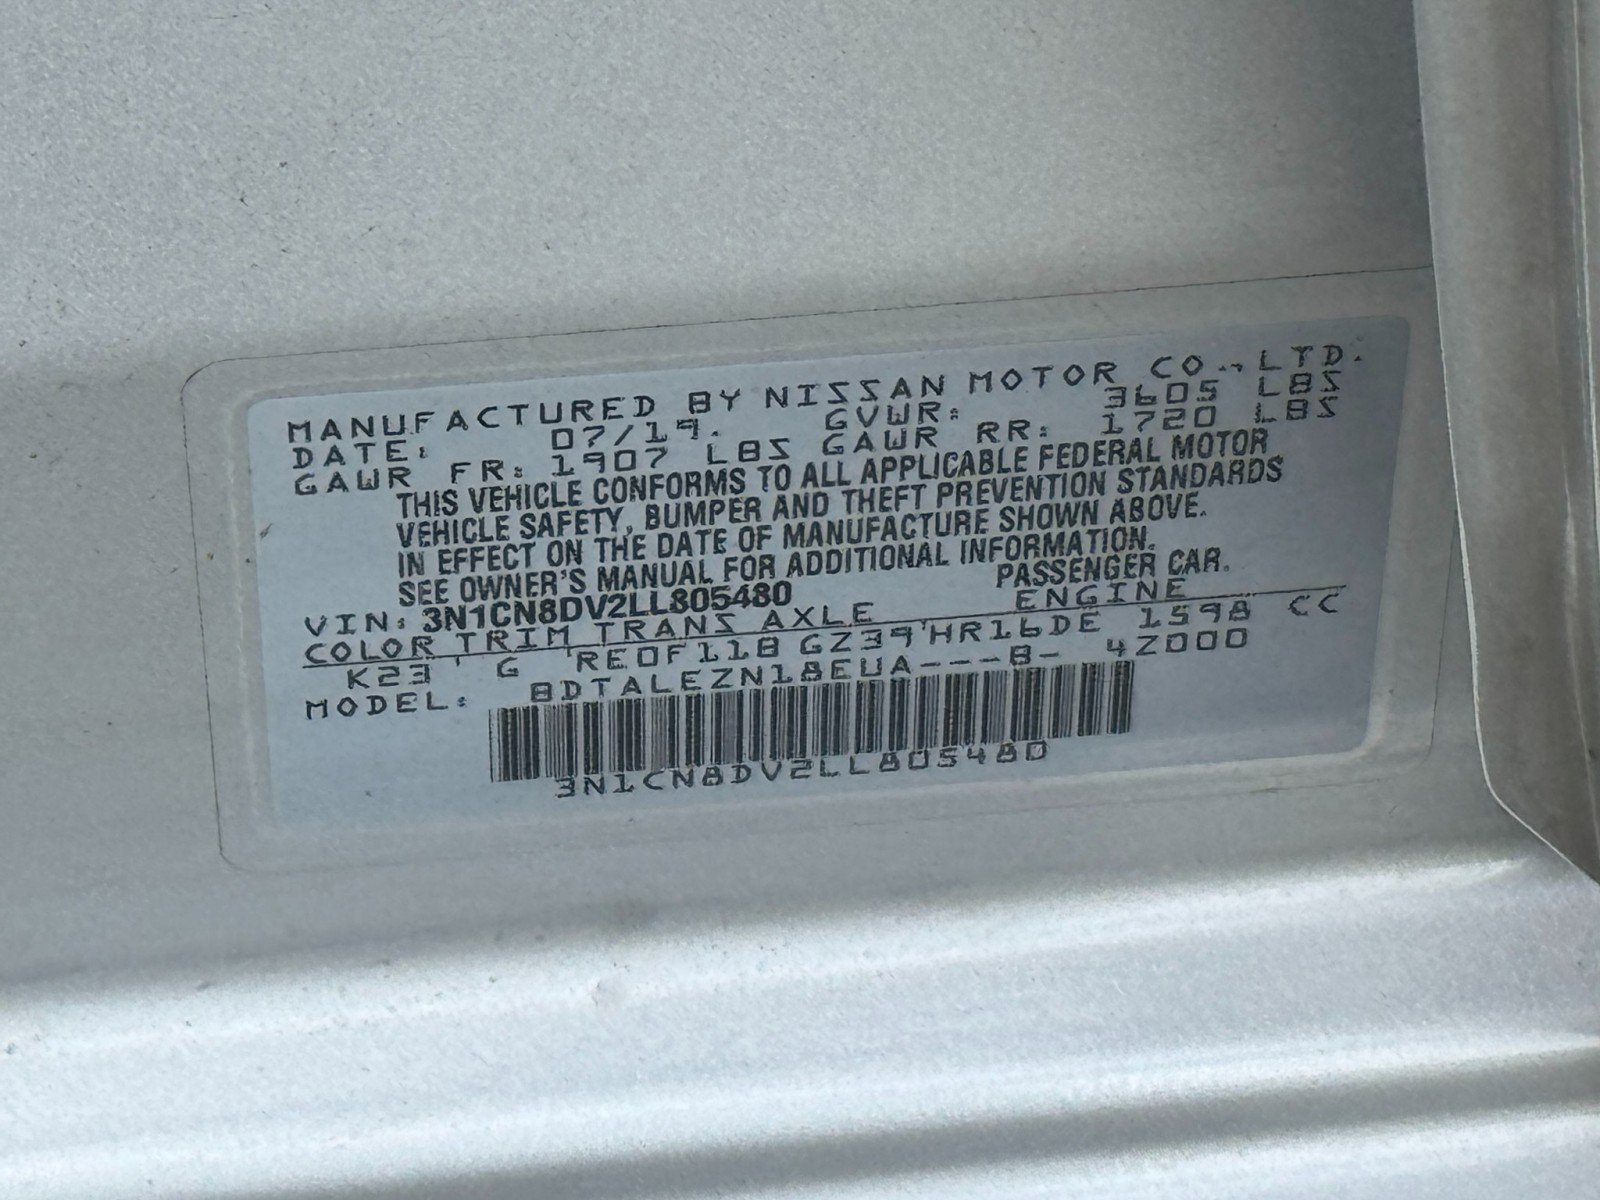 MANUFACTURED BY NISSAN MOTOR CO.,LTD.
DATE: 07/19. GVWR: 3605 LBS
GAWR FR: 1907 LBS GAWR RR: 1720 LBS
THIS VEHICLE CONFORMS TO ALL APPLICABLE FEDERAL MOTOR
VEHICLE SAFETY, BUMPER AND THEFT PREVENTION STANDARDS
IN EFFECT ON THE DATE OF MANUFACTURE SHOWN ABOVE.
SEE OWNER'S MANUAL FOR ADDITIONAL INFORMATION.
VIN: 3N1CN8DV2LL805480 PASSENGER CAR.
COLOR TRIM TRANS AXLE ENGINE
K23 G RE0F11B GZ39 HR16DE 1598 CC
MODEL: BDTALEZN18EUA---B- 4Z000
3N1CN8DV2LL805480